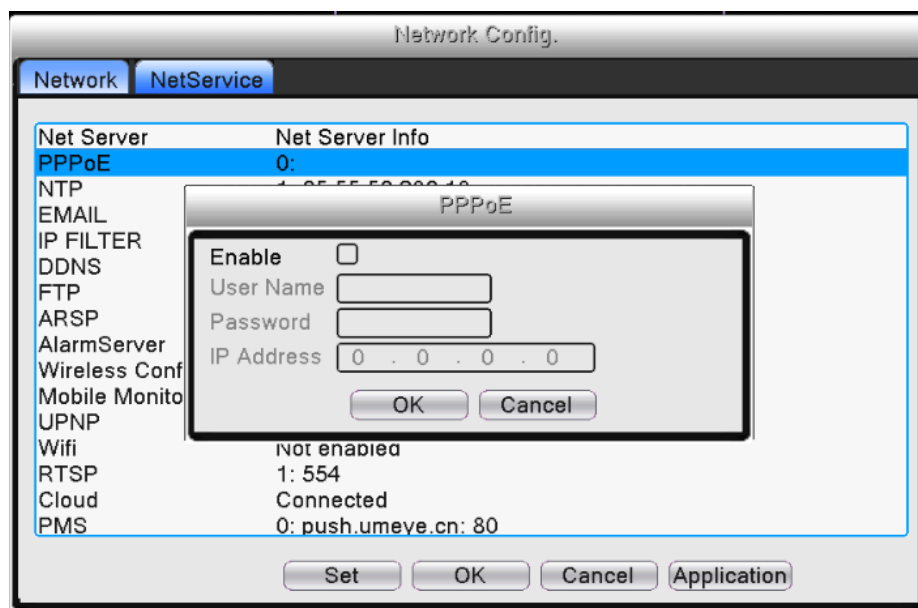 Network Config.
Network NetService
Net Server Net Server Info
PPPoE 0:
NTP
EMAIL
IP FILTER
DDNS
FTP
ARSP
AlarmServer
Wireless Conf
Mobile Monito
UPNP
Wifi Not enabled
RTSP 1: 554
Cloud Connected
PMS 0: push.umeye.cn: 80
PPPoE
Enable
User Name
Password
IP Address 0 . 0 . 0 . 0
OK Cancel
Set OK Cancel Application